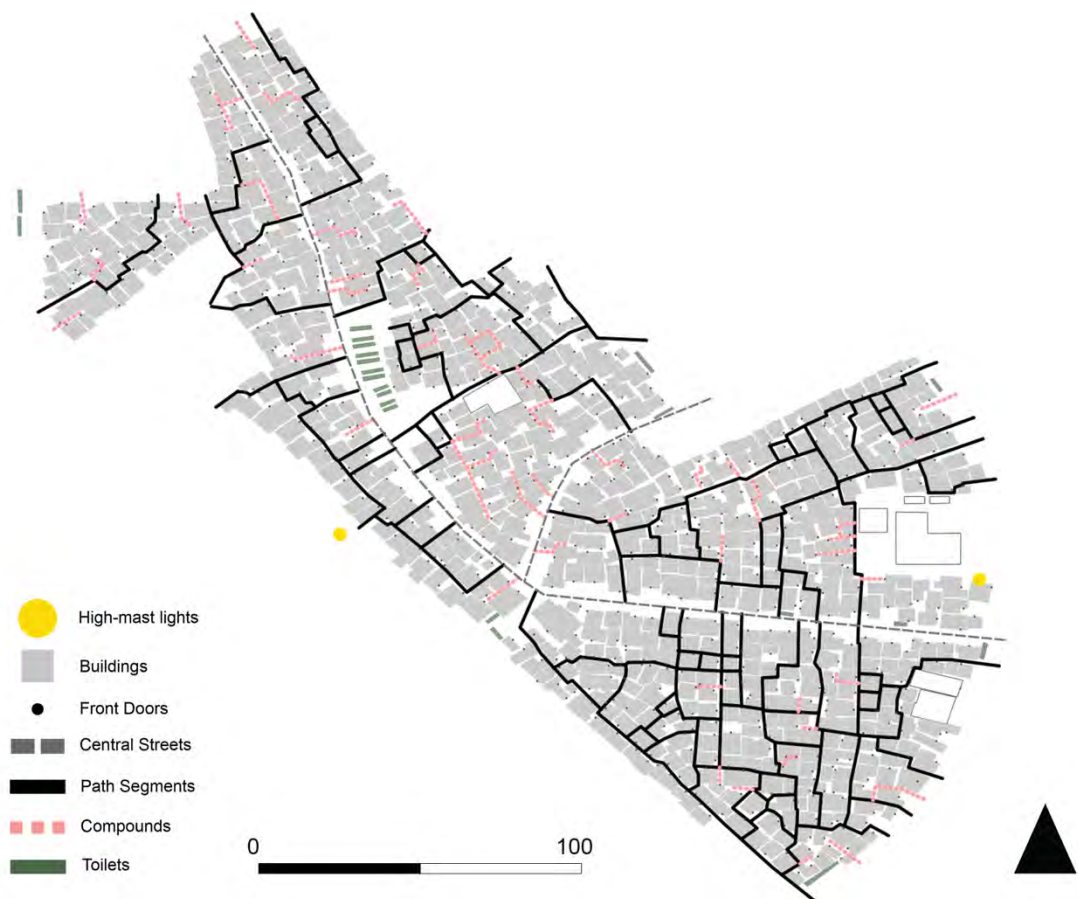 High-mast lights
Buildings
Front Doors
Central Streets
Path Segments
Compounds
Toilets
0 100